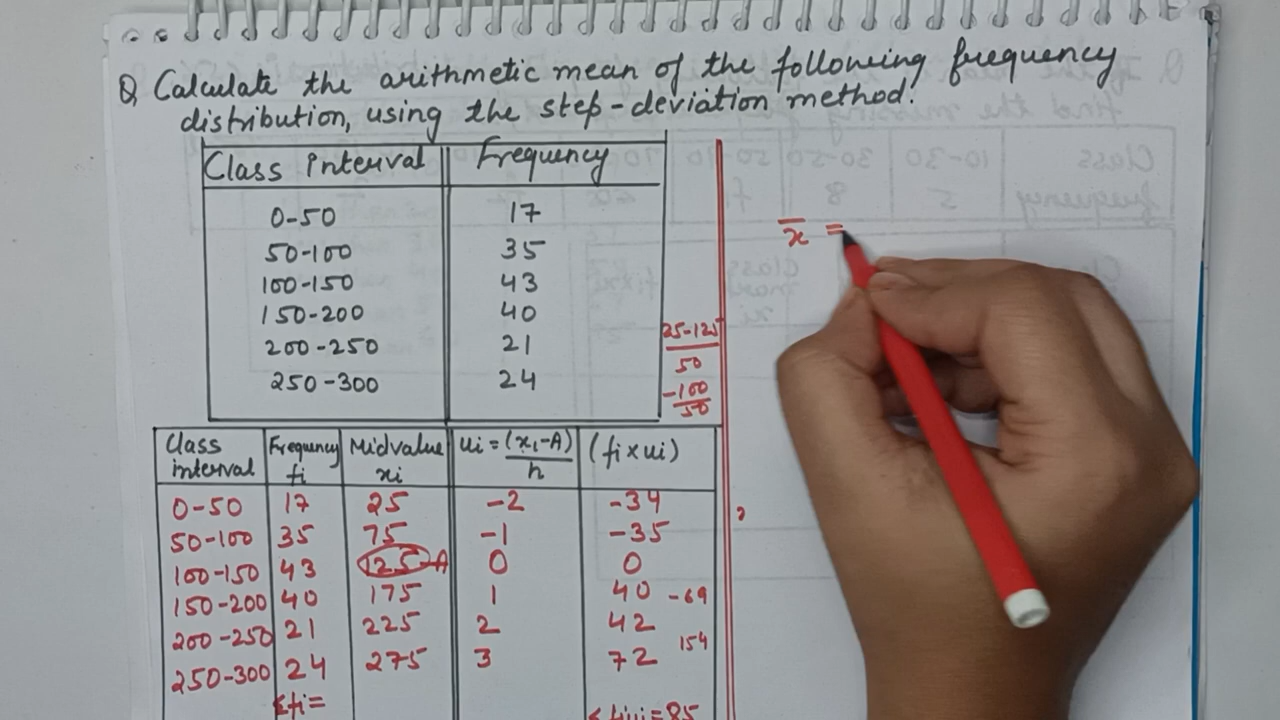 Q Calculate the arithmetic mean of the following frequency
distribution, using the step-deviation method.
Class Interval Frequency
0-50 17
50-100 35
100-150 43
150-200 40
200-250 21
250-300 24
25-125
50
-100
50
x̄ =
Class interval Frequency fi Midvalue xi ui = (xi-A)/h (fi×ui)
0-50 17 25 -2 -34
50-100 35 75 -1 -35
100-150 43 125-A 0 0
150-200 40 175 1 40 -69
200-250 21 225 2 42 154
250-300 24 275 3 72
Σfi= Σfiui=85